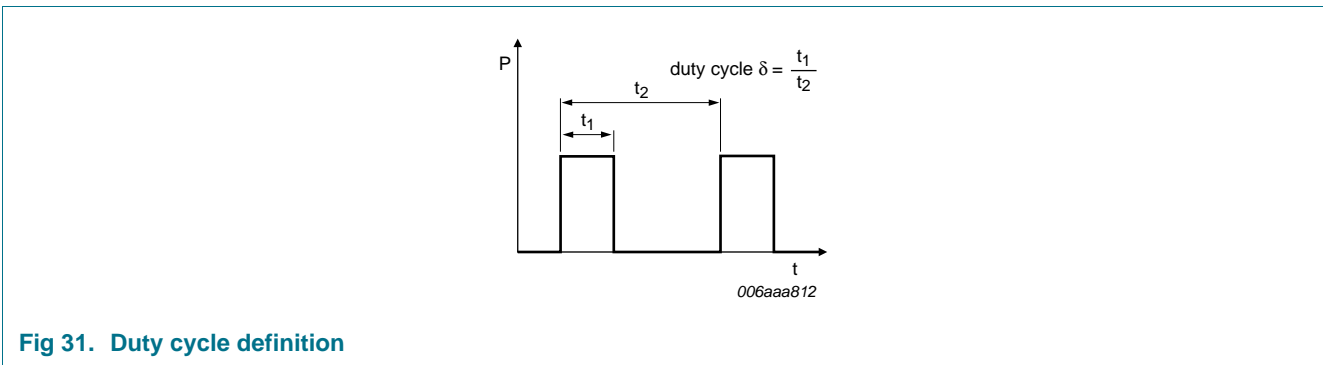 P
duty cycle δ = t1
t2
t2
t1
t
006aaa812
Fig 31. Duty cycle definition